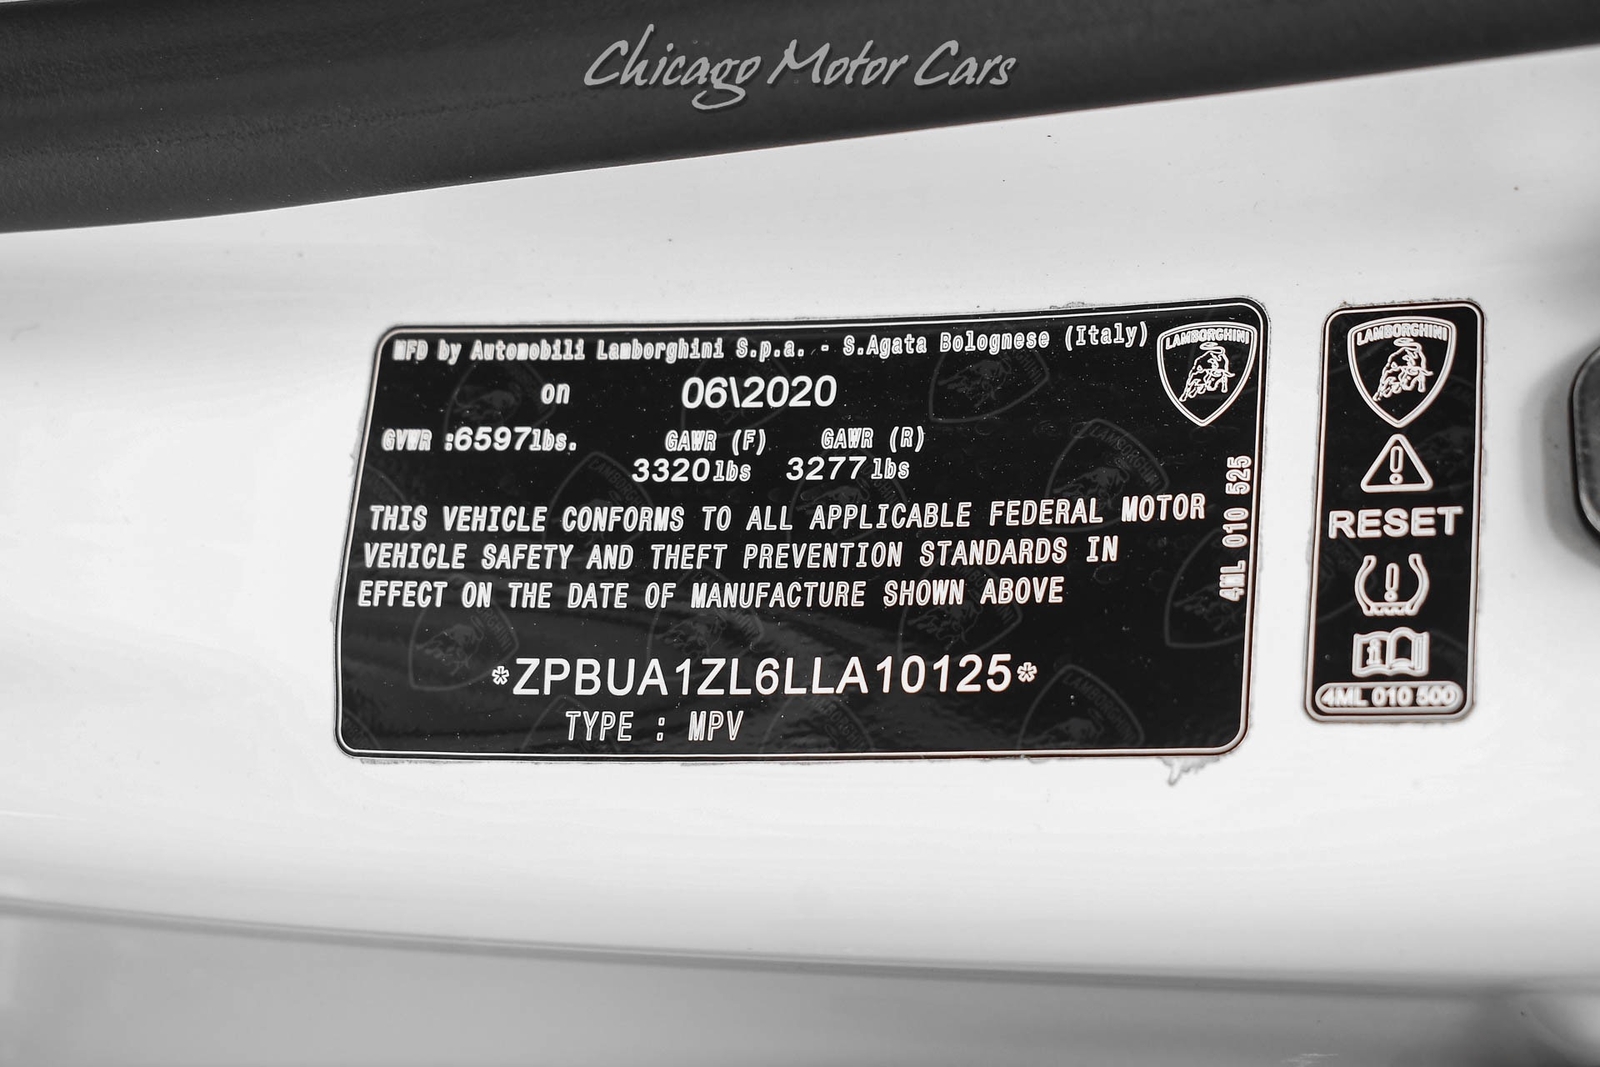 Chicago Motor Cars
MFD by Automobili Lamborghini S.p.a. - S.Agata Bolognese (Italy)
on 06\2020
GVWR :6597lbs. GAWR (F) GAWR (R)
3320lbs 3277lbs
THIS VEHICLE CONFORMS TO ALL APPLICABLE FEDERAL MOTOR
VEHICLE SAFETY AND THEFT PREVENTION STANDARDS IN
EFFECT ON THE DATE OF MANUFACTURE SHOWN ABOVE
*ZPBUA1ZL6LLA10125*
TYPE : MPV
LAMBORGHINI
4ML 010 525
LAMBORGHINI
RESET
4ML 010 500